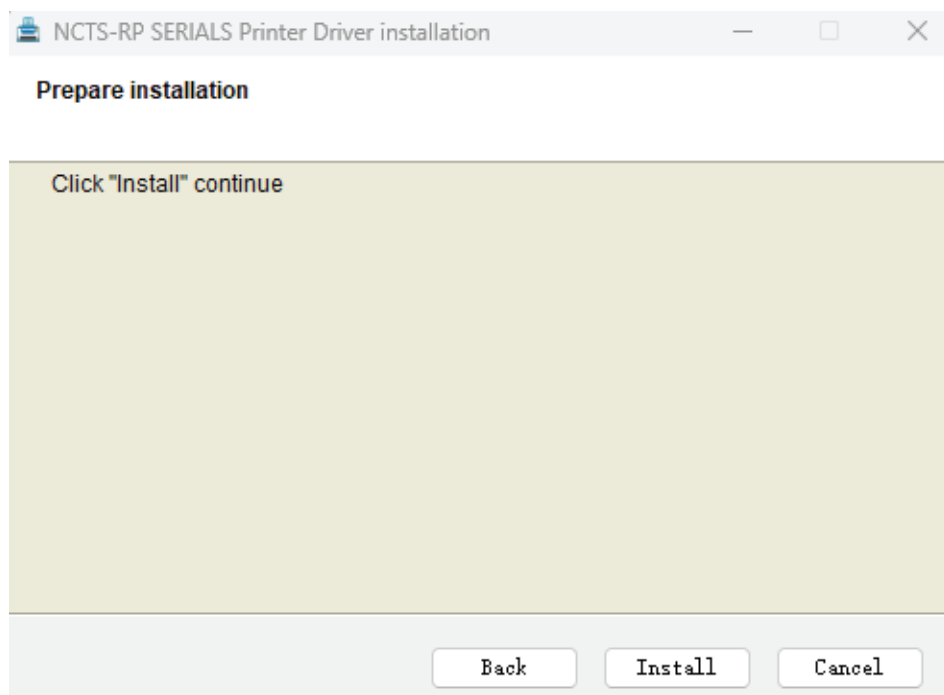 NCTS-RP SERIALS Printer Driver installation
Prepare installation
Click "Install" continue
Back Install Cancel